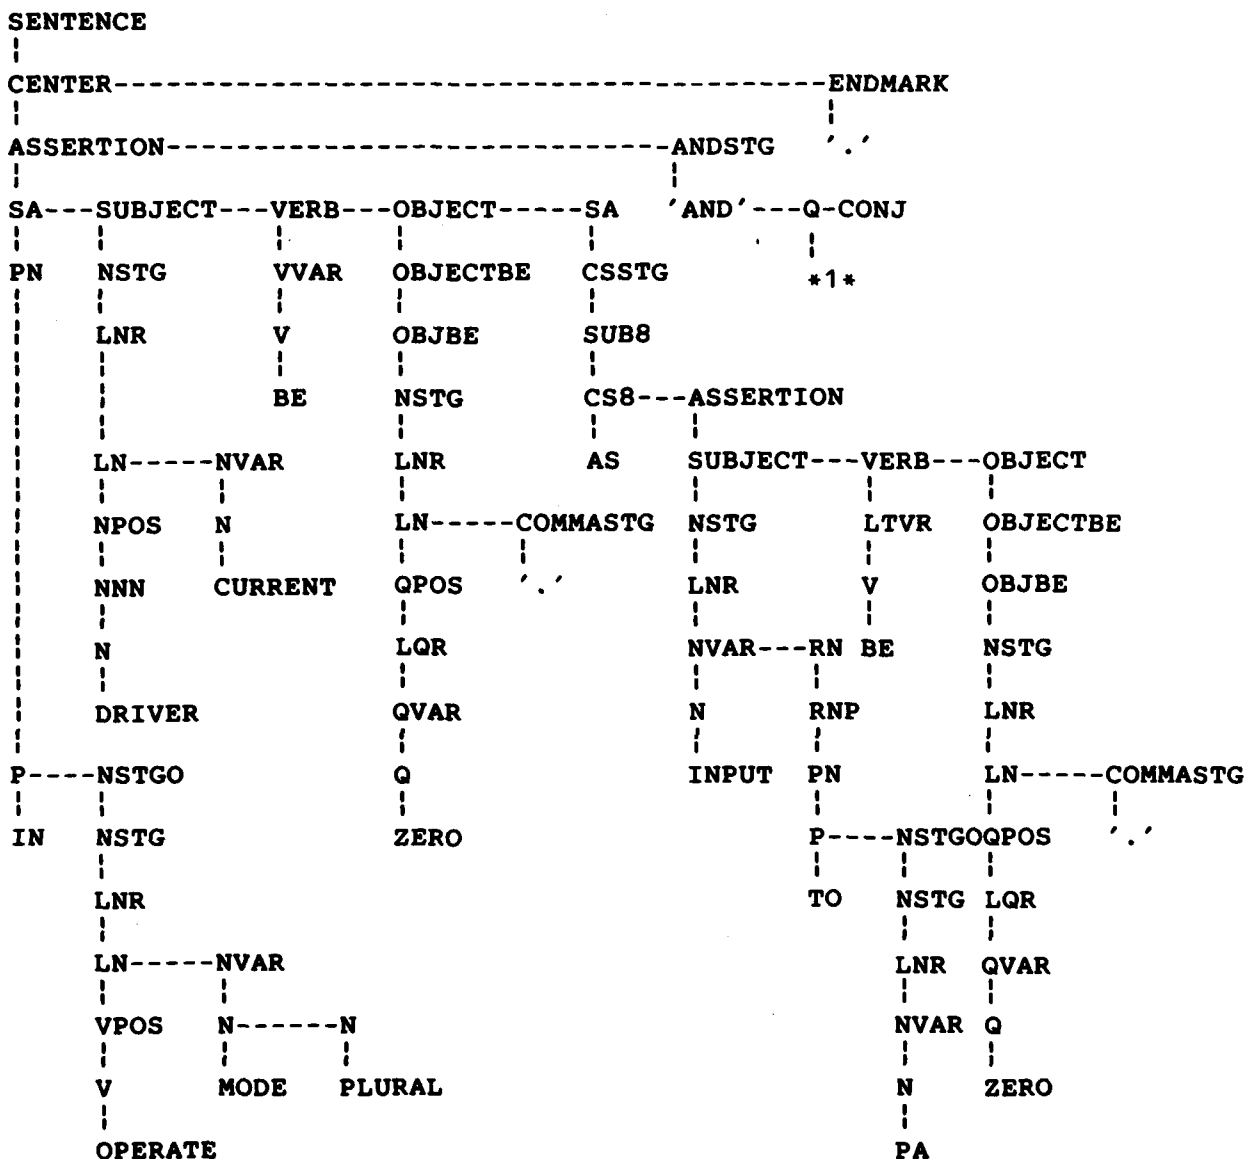 SENTENCE
CENTER-----------------------------------------ENDMARK
ASSERTION-----------------------------ANDSTG '.'
SA---SUBJECT---VERB---OBJECT-----SA 'AND'---Q-CONJ
PN NSTG VVAR OBJECTBE CSSTG *1*
LNR V OBJBE SUB8
BE NSTG CS8---ASSERTION
LN-----NVAR LNR AS SUBJECT---VERB---OBJECT
NPOS N LN-----COMMASTG NSTG LTVR OBJECTBE
NNN CURRENT QPOS '.' LNR V OBJBE
N LQR NVAR---RN BE NSTG
DRIVER QVAR N RNP LNR
P----NSTGO Q INPUT PN LN-----COMMASTG
IN NSTG ZERO P----NSTGOQPOS '.'
LNR TO NSTG LQR
LN-----NVAR LNR QVAR
VPOS N------N NVAR Q
V MODE PLURAL N ZERO
OPERATE PA